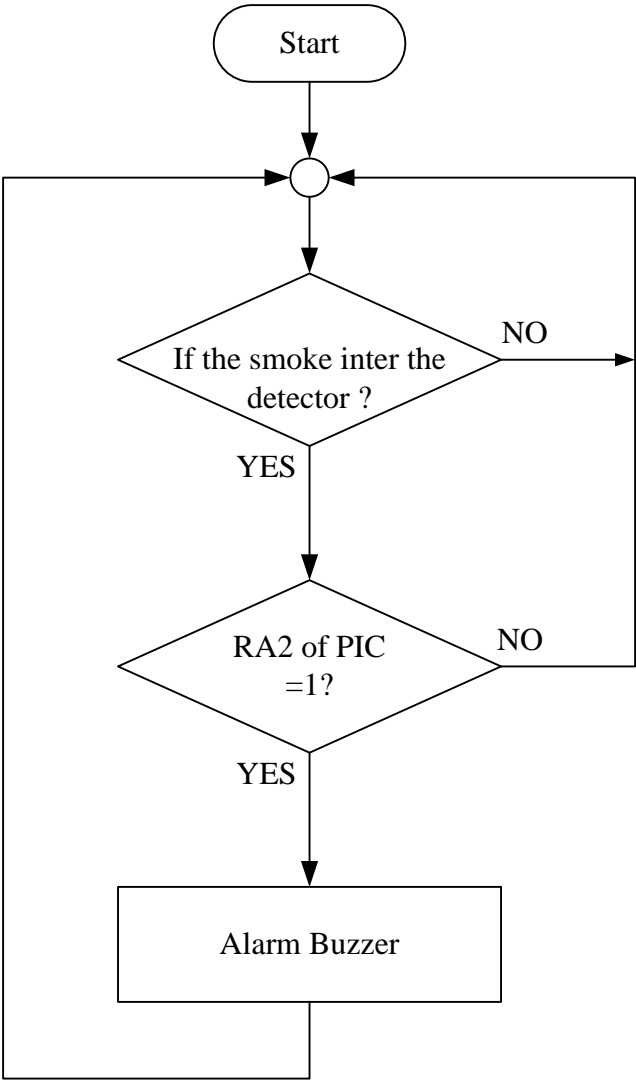 Start
NO
If the smoke inter the
detector ?
YES
NO
RA2 of PIC
=1?
YES
Alarm Buzzer